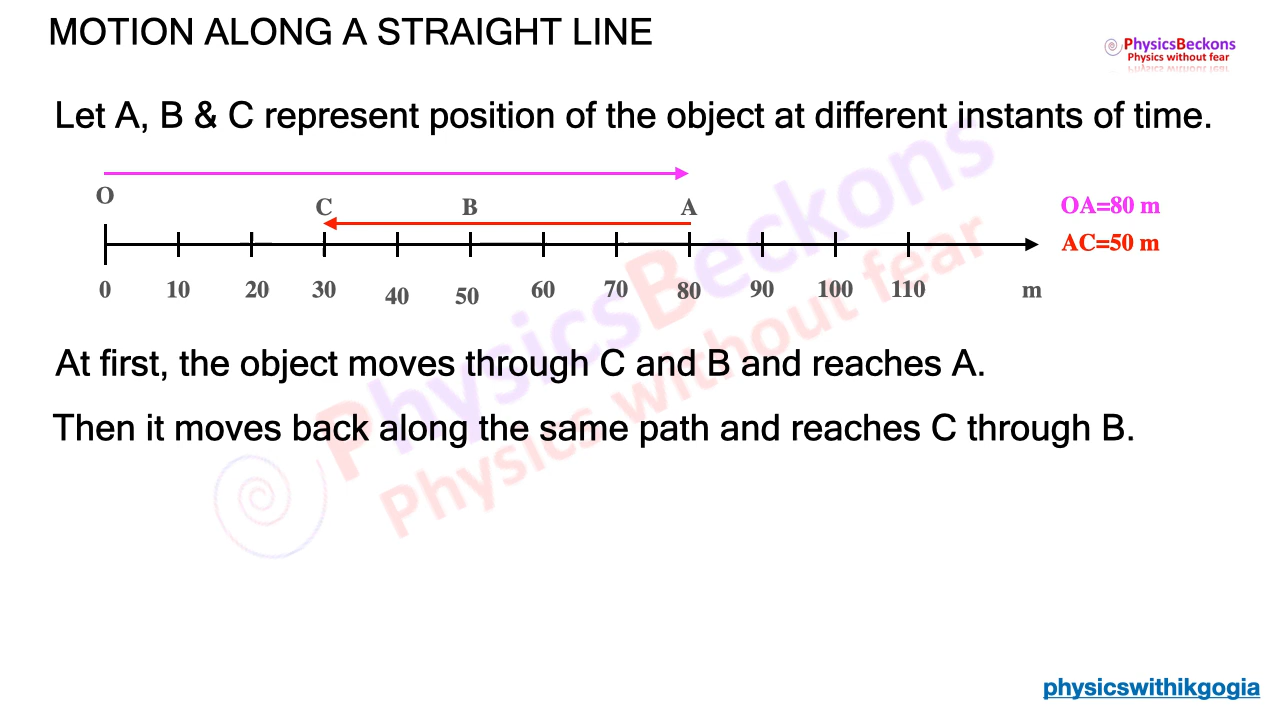 MOTION ALONG A STRAIGHT LINE
PhysicsBeckons
Physics without fear
Let A, B & C represent position of the object at different instants of time.
O
C B A
OA=80 m
AC=50 m
0 10 20 30 40 50 60 70 80 90 100 110 m
At first, the object moves through C and B and reaches A.
Then it moves back along the same path and reaches C through B.
PhysicsBeckons
Physics without fear
physicswithikgogia